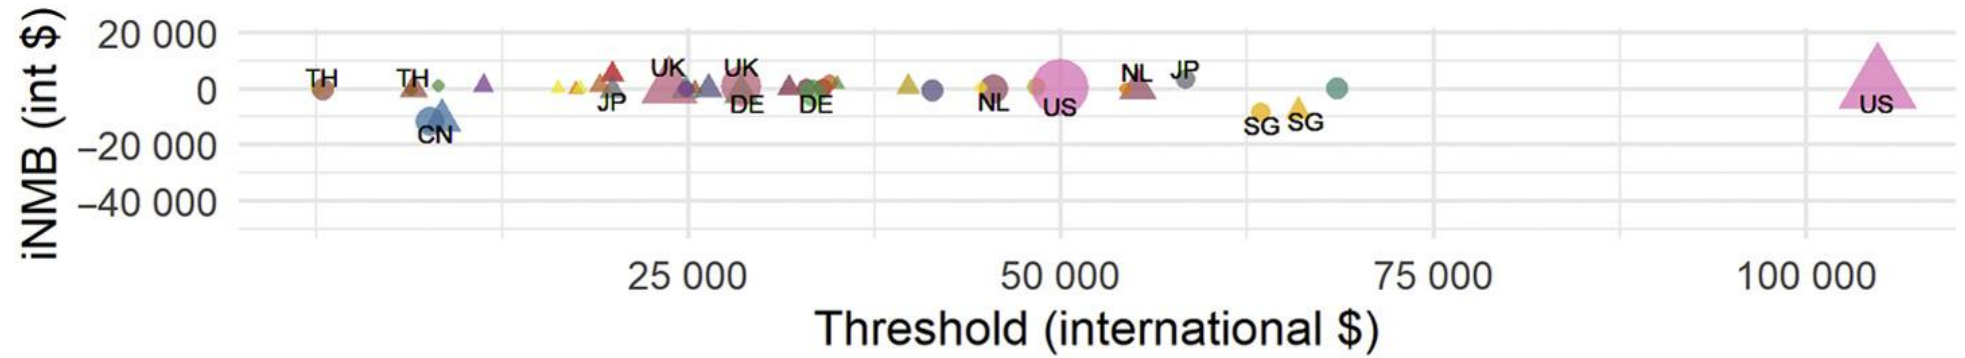 iNMB (int $)
20 000
0
−20 000
−40 000
TH
TH
CN
JP
UK
UK
DE
DE
NL
US
NL
JP
SG
SG
US
25 000
50 000
75 000
100 000
Threshold (international $)